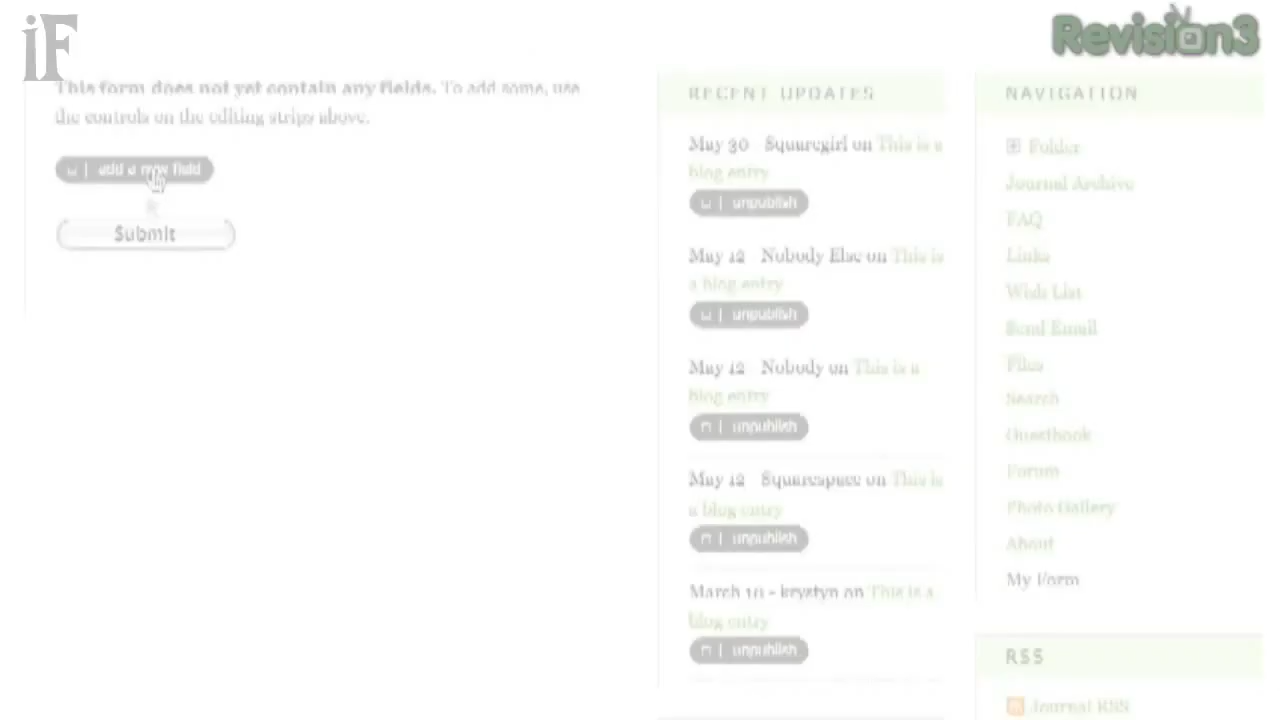 iF
Revision3
This form does not yet contain any fields. To add some, use
the controls on the editing strips above.
add a new field
Submit
RECENT UPDATES
May 30 Squaregirl on This is a
blog entry
unpublish
May 12 Nobody Else on This is
a blog entry
unpublish
May 12 Nobody on This is a
blog entry
unpublish
May 12 Squarespace on This is
a blog entry
unpublish
March 10 - krystyn on This is a
blog entry
unpublish
NAVIGATION
Folder
Journal Archive
FAQ
Links
Wish List
Send Email
Files
Search
Guestbook
Forum
Photo Gallery
About
My Form
RSS
Journal RSS